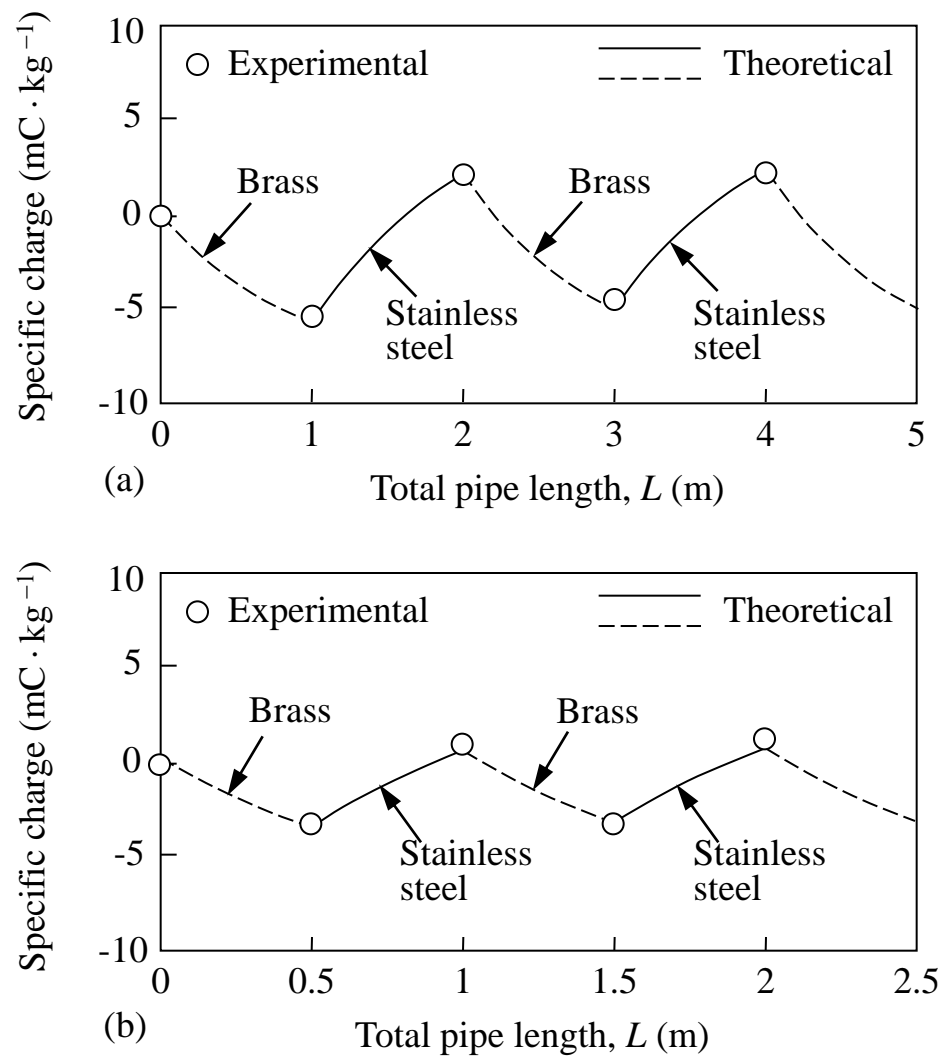 10
Experimental
Theoretical
5
Brass
Brass
0
Specific charge (mC · kg⁻¹)
-5
Stainless
steel
Stainless
steel
-10
0 1 2 3 4 5
(a)
Total pipe length, L (m)
10
Experimental
Theoretical
5
Brass
Brass
0
Specific charge (mC · kg⁻¹)
-5
Stainless
steel
Stainless
steel
-10
0 0.5 1 1.5 2 2.5
(b)
Total pipe length, L (m)